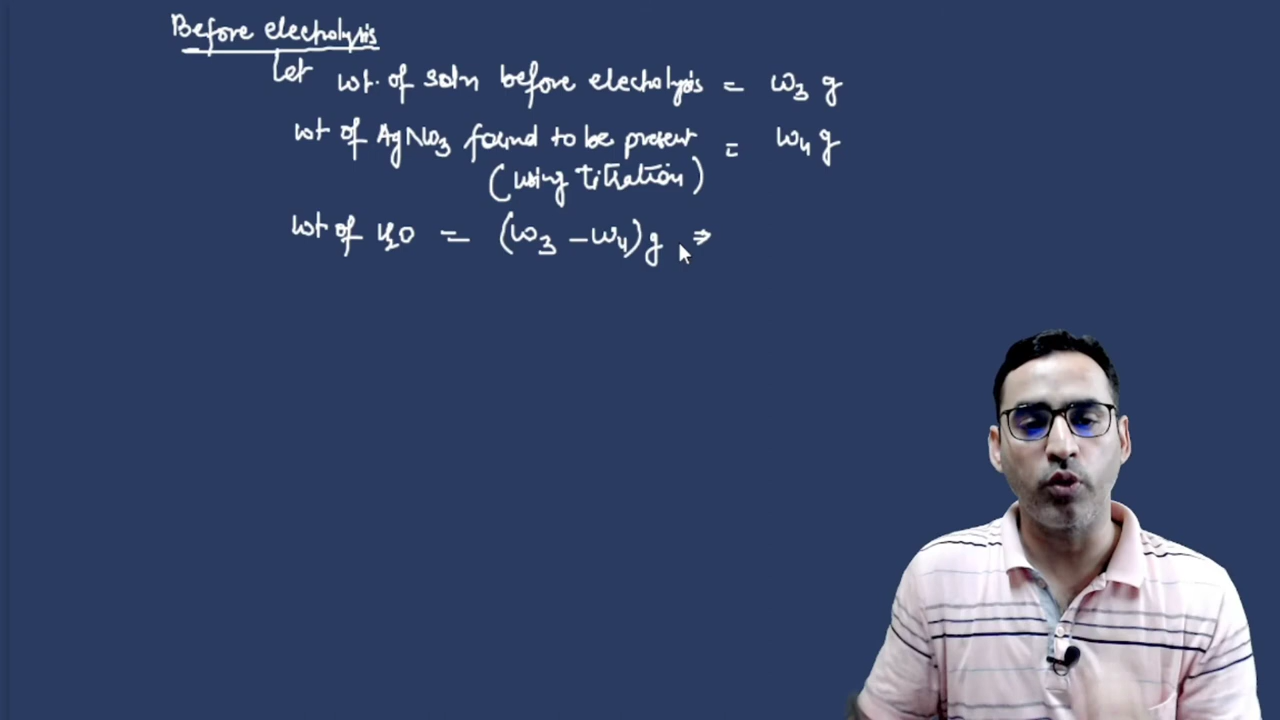 Before electrolysis
Let wt. of soln before electrolysis = w₃ g
wt of AgNO₃ found to be present = w₄ g
(using titration)
wt of H₂O = (w₃ – w₄) g ⇒